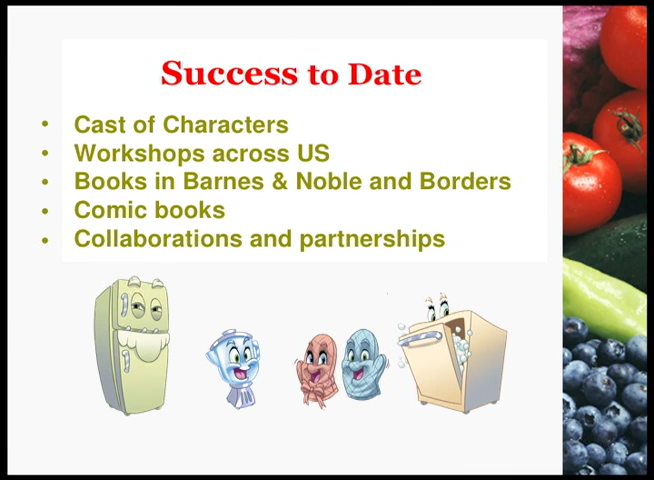 Success to Date
• Cast of Characters
• Workshops across US
• Books in Barnes & Noble and Borders
• Comic books
• Collaborations and partnerships